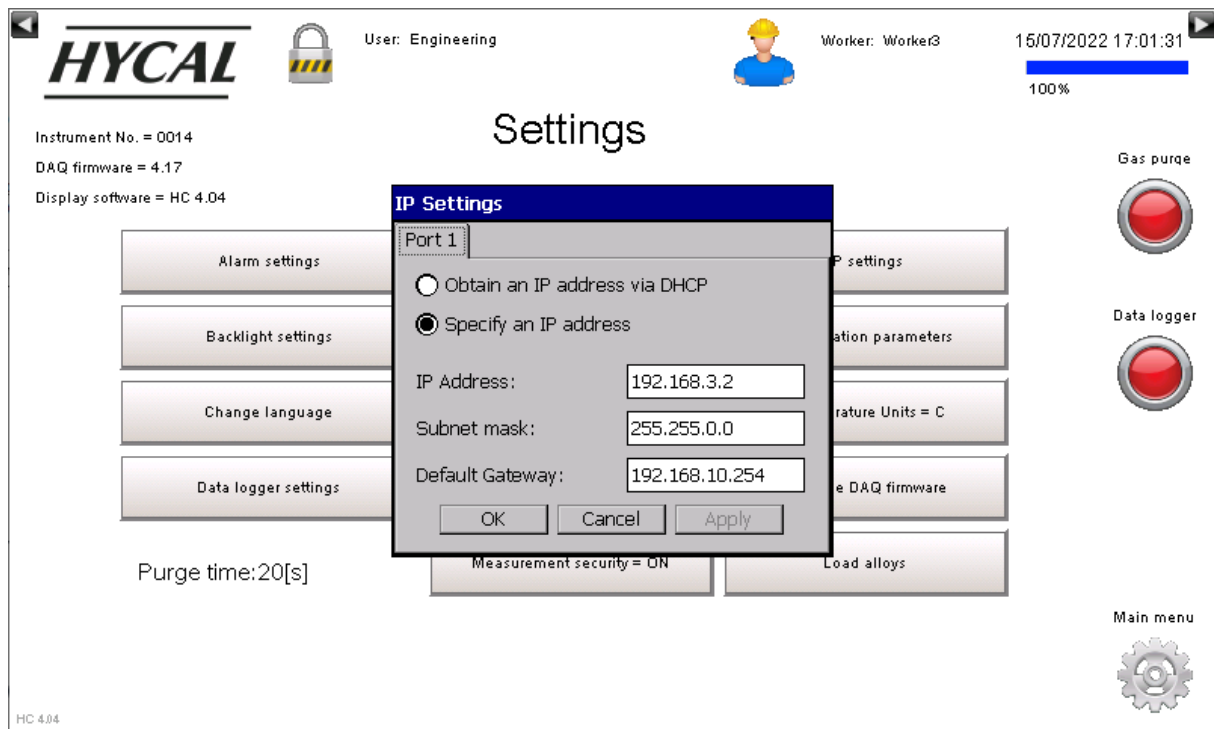 HYCAL
User: Engineering
Worker: Worker3
15/07/2022 17:01:31
100%
Settings
Instrument No. = 0014
DAQ firmware = 4.17
Display software = HC 4.04
Gas purge
IP Settings
Port 1
Alarm settings
P settings
Obtain an IP address via DHCP
Data logger
Specify an IP address
Backlight settings
ation parameters
IP Address: 192.168.3.2
Change language
rature Units = C
Subnet mask: 255.255.0.0
Default Gateway: 192.168.10.254
Data logger settings
e DAQ firmware
OK Cancel Apply
Measurement security = ON
Load alloys
Purge time:20[s]
Main menu
HC 4.04